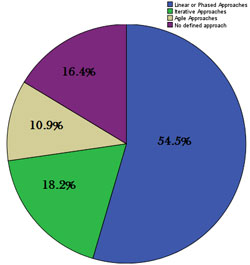 Linear or Phased Approaches
Iterative Approaches
Agile Approaches
No defined approach
16.4%
10.9%
54.5%
18.2%